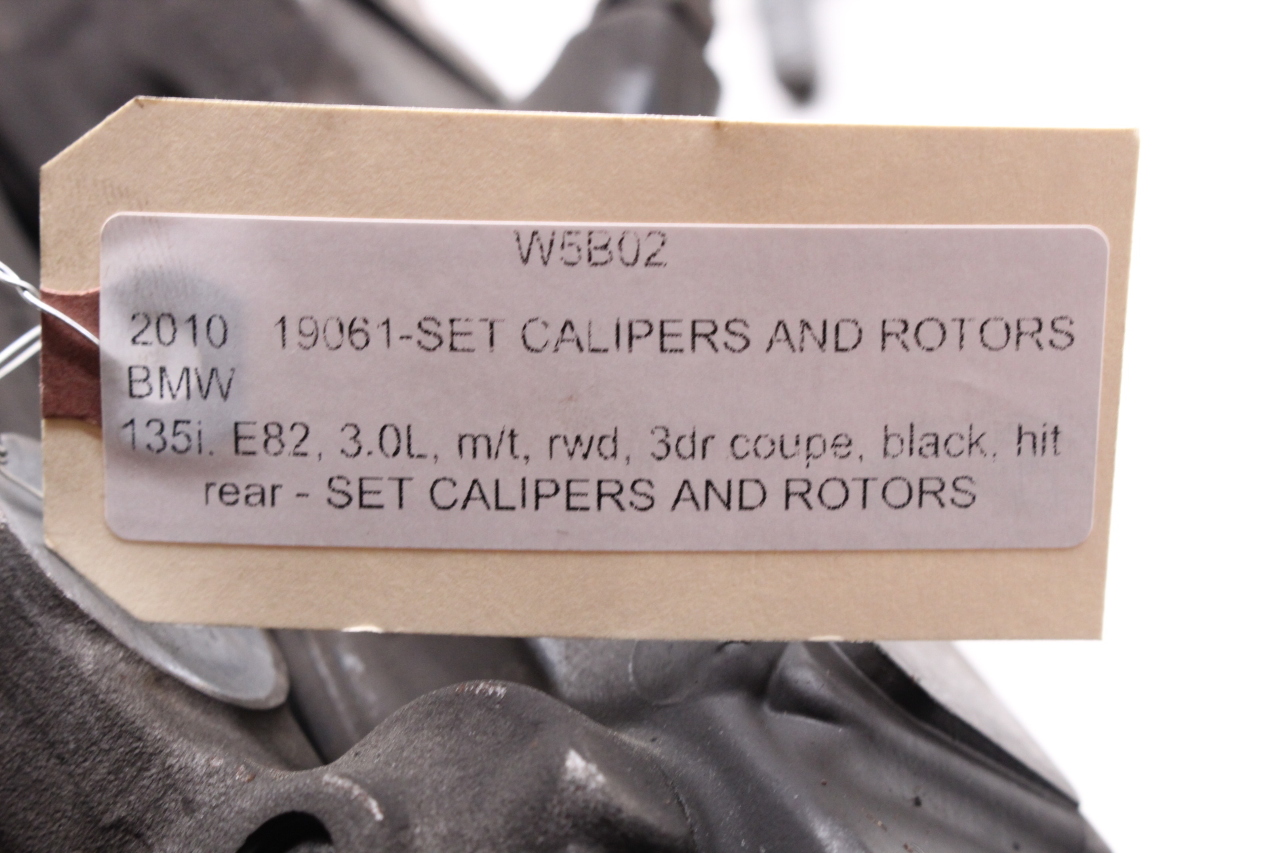 W5B02
2010 19061-SET CALIPERS AND ROTORS
BMW
135i. E82, 3.0L, m/t, rwd, 3dr coupe, black, hit
rear - SET CALIPERS AND ROTORS